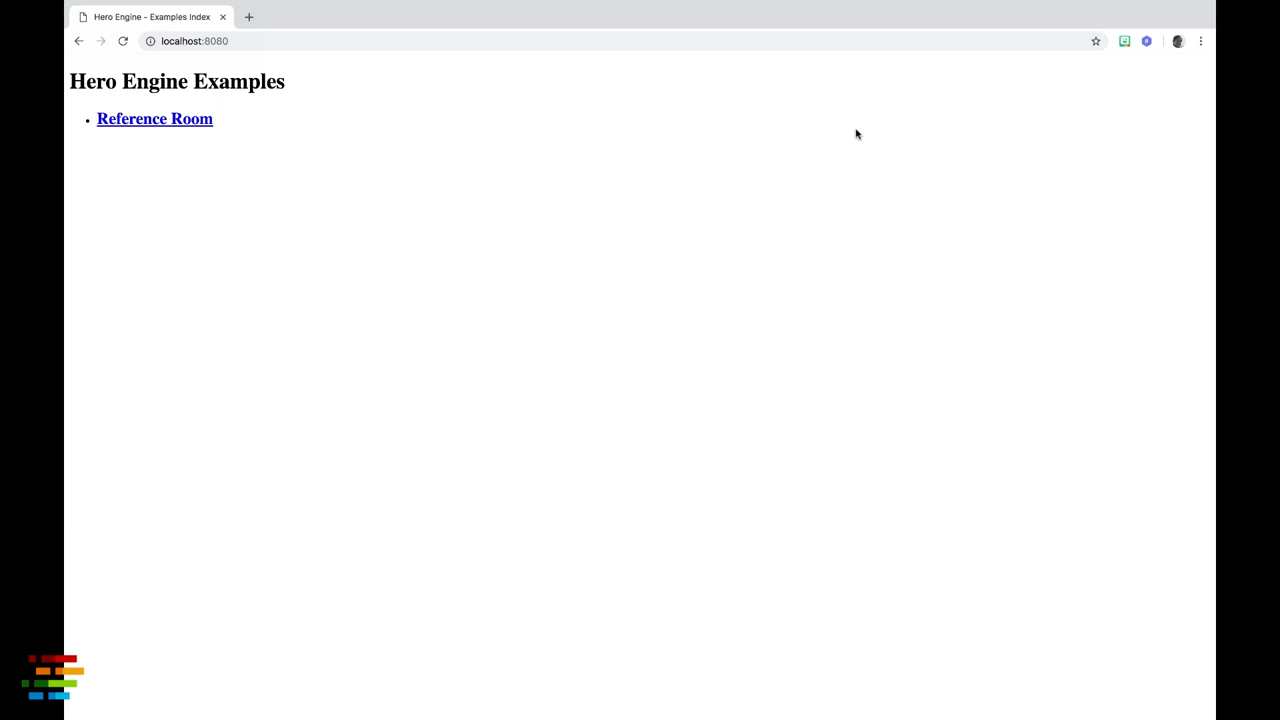 Hero Engine - Examples Index
localhost:8080
Hero Engine Examples
• Reference Room